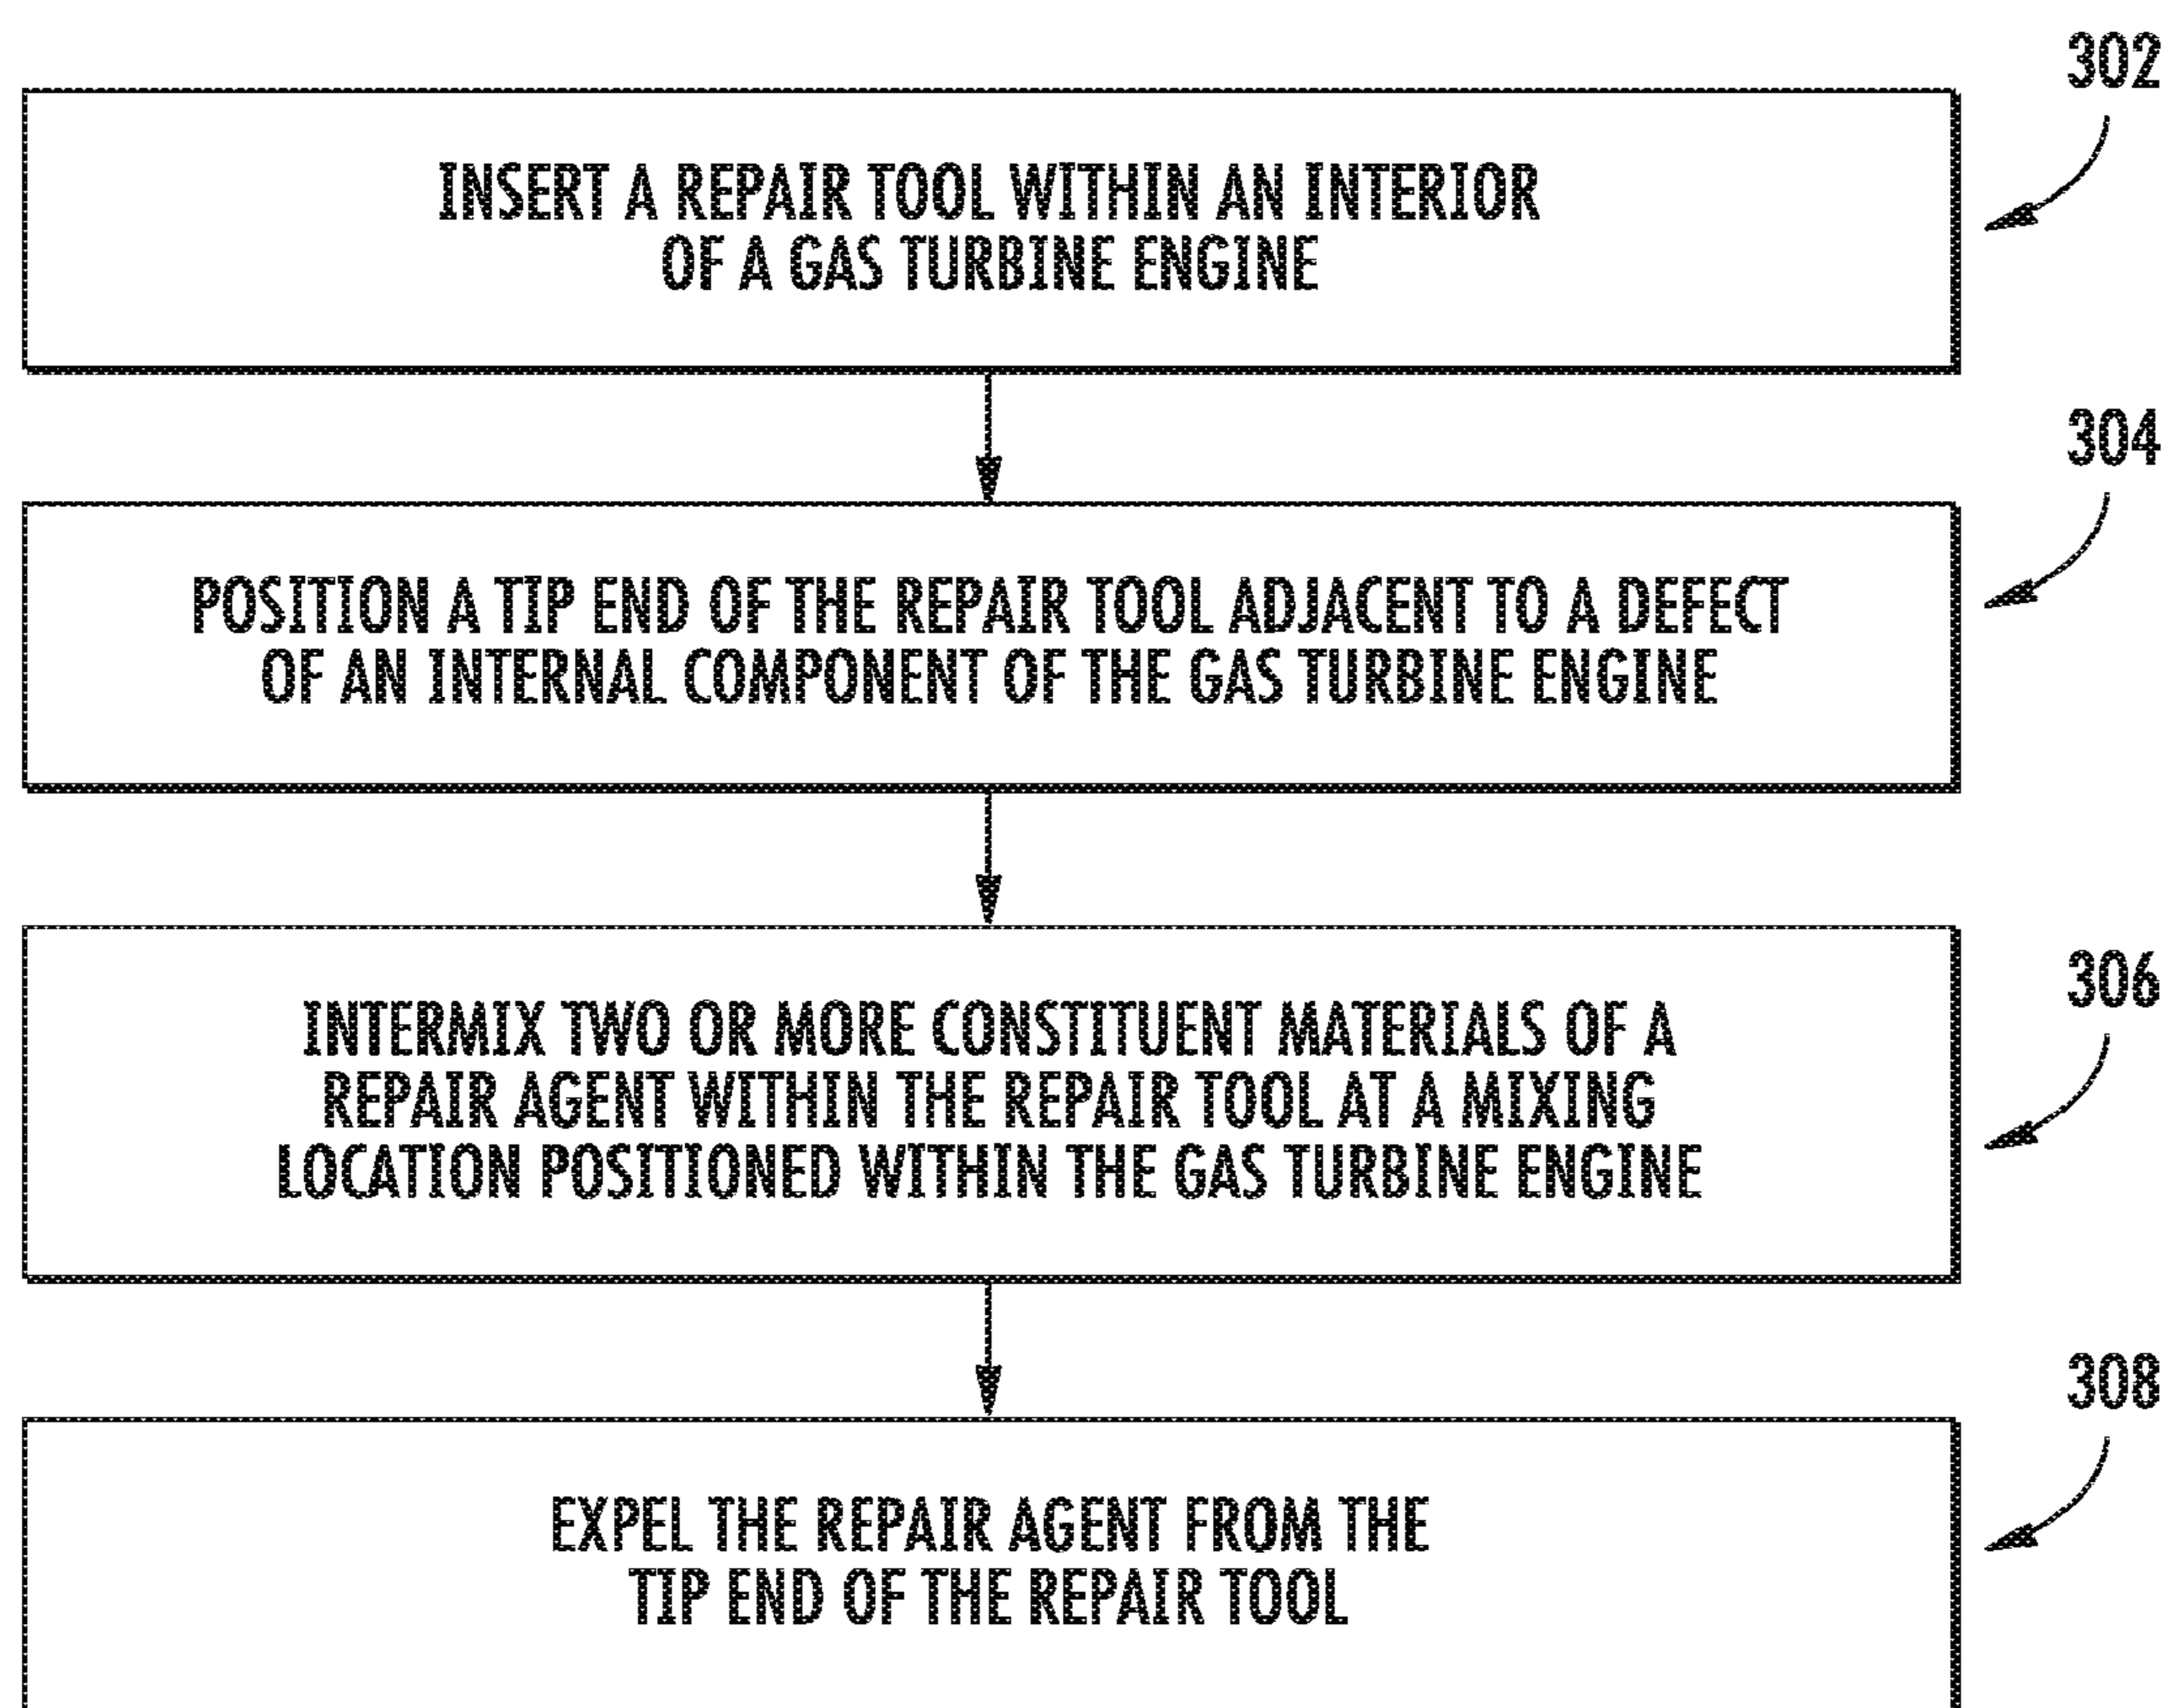 302
INSERT A REPAIR TOOL WITHIN AN INTERIOR
OF A GAS TURBINE ENGINE
304
POSITION A TIP END OF THE REPAIR TOOL ADJACENT TO A DEFECT
OF AN INTERNAL COMPONENT OF THE GAS TURBINE ENGINE
306
INTERMIX TWO OR MORE CONSTITUENT MATERIALS OF A
REPAIR AGENT WITHIN THE REPAIR TOOL AT A MIXING
LOCATION POSITIONED WITHIN THE GAS TURBINE ENGINE
308
EXPEL THE REPAIR AGENT FROM THE
TIP END OF THE REPAIR TOOL